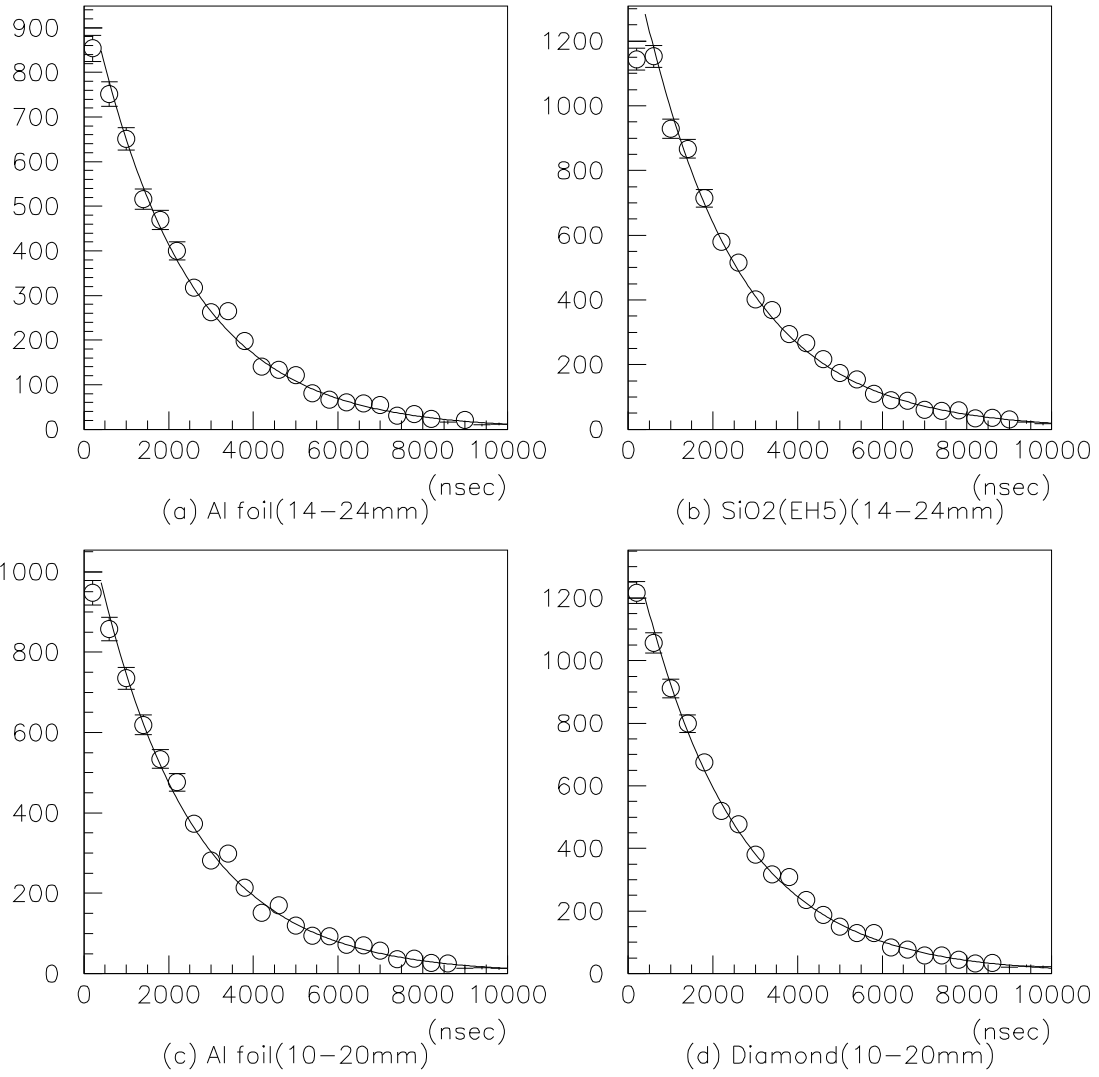 900
800
700
600
500
400
300
200
100
0
0 2000 4000 6000 8000 10000
(nsec)
(a) Al foil(14-24mm)
1200
1000
800
600
400
200
0
0 2000 4000 6000 8000 10000
(nsec)
(b) SiO2(EH5)(14-24mm)
1000
800
600
400
200
0
0 2000 4000 6000 8000 10000
(nsec)
(c) Al foil(10-20mm)
1200
1000
800
600
400
200
0
0 2000 4000 6000 8000 10000
(nsec)
(d) Diamond(10-20mm)